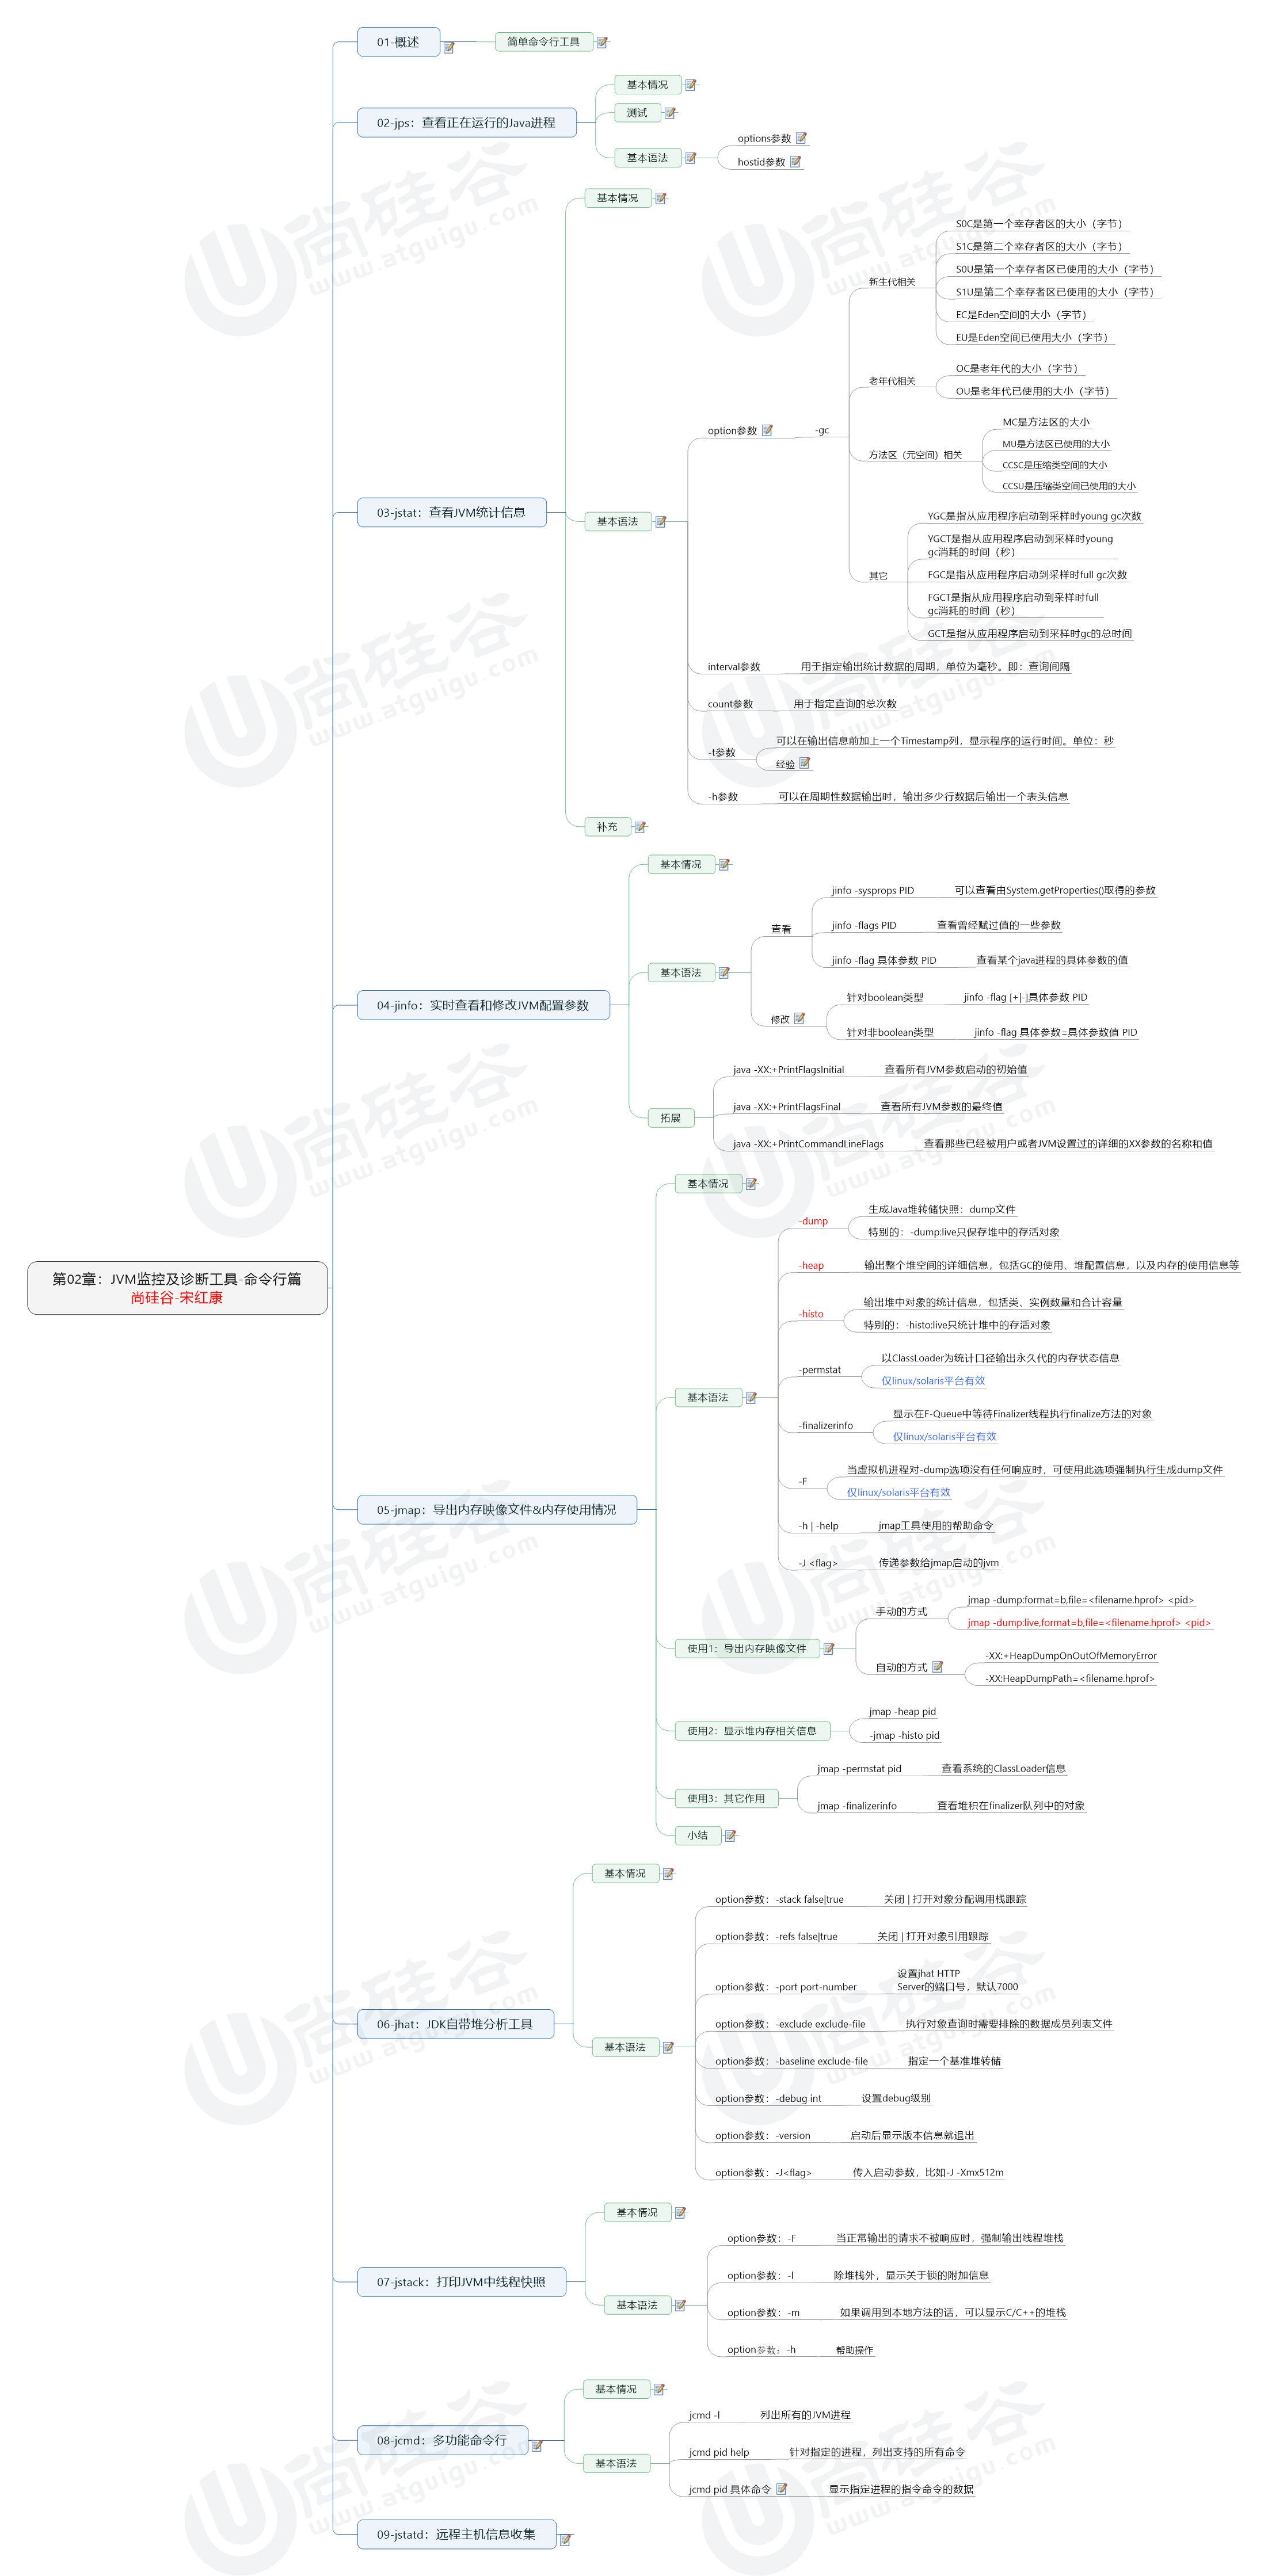 01-概述
简单命令行工具
02-jps：查看正在运行的Java进程
基本情况
测试
基本语法
options参数
hostid参数
03-jstat：查看JVM统计信息
基本情况
基本语法
option参数
-gc
新生代相关
S0C是第一个幸存者区的大小（字节）
S1C是第二个幸存者区的大小（字节）
S0U是第一个幸存者区已使用的大小（字节）
S1U是第二个幸存者区已使用的大小（字节）
EC是Eden空间的大小（字节）
EU是Eden空间已使用大小（字节）
老年代相关
OC是老年代的大小（字节）
OU是老年代已使用的大小（字节）
方法区（元空间）相关
MC是方法区的大小
MU是方法区已使用的大小
CCSC是压缩类空间的大小
CCSU是压缩类空间已使用的大小
其它
YGC是指从应用程序启动到采样时young gc次数
YGCT是指从应用程序启动到采样时young
gc消耗的时间（秒）
FGC是指从应用程序启动到采样时full gc次数
FGCT是指从应用程序启动到采样时full
gc消耗的时间（秒）
GCT是指从应用程序启动到采样时gc的总时间
interval参数
用于指定输出统计数据的周期，单位为毫秒。即：查询间隔
count参数
用于指定查询的总次数
-t参数
可以在输出信息前加上一个Timestamp列，显示程序的运行时间。单位：秒
经验
-h参数
可以在周期性数据输出时，输出多少行数据后输出一个表头信息
补充
04-jinfo：实时查看和修改JVM配置参数
基本情况
基本语法
查看
jinfo -sysprops PID
可以查看由System.getProperties()取得的参数
jinfo -flags PID
查看曾经赋过值的一些参数
jinfo -flag 具体参数 PID
查看某个java进程的具体参数的值
修改
针对boolean类型
jinfo -flag [+|-]具体参数 PID
针对非boolean类型
jinfo -flag 具体参数=具体参数值 PID
拓展
java -XX:+PrintFlagsInitial
查看所有JVM参数启动的初始值
java -XX:+PrintFlagsFinal
查看所有JVM参数的最终值
java -XX:+PrintCommandLineFlags
查看那些已经被用户或者JVM设置过的详细的XX参数的名称和值
第02章：JVM监控及诊断工具-命令行篇
尚硅谷-宋红康
05-jmap：导出内存映像文件&内存使用情况
基本情况
基本语法
-dump
生成Java堆转储快照：dump文件
特别的：-dump:live只保存堆中的存活对象
-heap
输出整个堆空间的详细信息，包括GC的使用、堆配置信息，以及内存的使用信息等
-histo
输出堆中对象的统计信息，包括类、实例数量和合计容量
特别的：-histo:live只统计堆中的存活对象
-permstat
以ClassLoader为统计口径输出永久代的内存状态信息
仅linux/solaris平台有效
-finalizerinfo
显示在F-Queue中等待Finalizer线程执行finalize方法的对象
仅linux/solaris平台有效
-F
当虚拟机进程对-dump选项没有任何响应时，可使用此选项强制执行生成dump文件
仅linux/solaris平台有效
-h | -help
jmap工具使用的帮助命令
-J <flag>
传递参数给jmap启动的jvm
使用1：导出内存映像文件
手动的方式
jmap -dump:format=b,file=<filename.hprof> <pid>
jmap -dump:live,format=b,file=<filename.hprof> <pid>
自动的方式
-XX:+HeapDumpOnOutOfMemoryError
-XX:HeapDumpPath=<filename.hprof>
使用2：显示堆内存相关信息
jmap -heap pid
-jmap -histo pid
使用3：其它作用
jmap -permstat pid
查看系统的ClassLoader信息
jmap -finalizerinfo
查看堆积在finalizer队列中的对象
小结
06-jhat：JDK自带堆分析工具
基本情况
基本语法
option参数：-stack false|true
关闭 | 打开对象分配调用栈跟踪
option参数：-refs false|true
关闭 | 打开对象引用跟踪
option参数：-port port-number
设置jhat HTTP
Server的端口号，默认7000
option参数：-exclude exclude-file
执行对象查询时需要排除的数据成员列表文件
option参数：-baseline exclude-file
指定一个基准堆转储
option参数：-debug int
设置debug级别
option参数：-version
启动后显示版本信息就退出
option参数：-J<flag>
传入启动参数，比如-J -Xmx512m
07-jstack：打印JVM中线程快照
基本情况
基本语法
option参数：-F
当正常输出的请求不被响应时，强制输出线程堆栈
option参数：-l
除堆栈外，显示关于锁的附加信息
option参数：-m
如果调用到本地方法的话，可以显示C/C++的堆栈
option参数：-h
帮助操作
08-jcmd：多功能命令行
基本情况
基本语法
jcmd -l
列出所有的JVM进程
jcmd pid help
针对指定的进程，列出支持的所有命令
jcmd pid 具体命令
显示指定进程的指令命令的数据
09-jstatd：远程主机信息收集
尚硅谷
www.atguigu.com